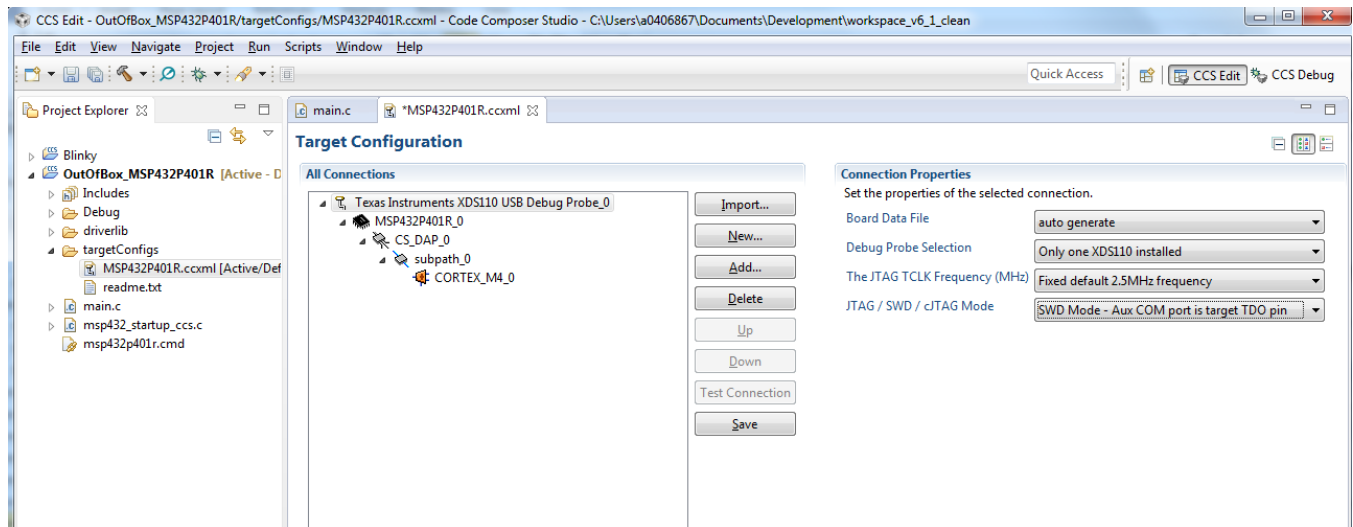 CCS Edit - OutOfBox_MSP432P401R/targetConfigs/MSP432P401R.ccxml - Code Composer Studio - C:\Users\a0406867\Documents\Development\workspace_v6_1_clean
File Edit View Navigate Project Run Scripts Window Help
Quick Access CCS Edit CCS Debug
Project Explorer
Blinky
OutOfBox_MSP432P401R [Active - D
Includes
Debug
driverlib
targetConfigs
MSP432P401R.ccxml [Active/Def
readme.txt
main.c
msp432_startup_ccs.c
msp432p401r.cmd
main.c *MSP432P401R.ccxml
Target Configuration
All Connections
Texas Instruments XDS110 USB Debug Probe_0
MSP432P401R_0
CS_DAP_0
subpath_0
CORTEX_M4_0
Import...
New...
Add...
Delete
Up
Down
Test Connection
Save
Connection Properties
Set the properties of the selected connection.
Board Data File auto generate
Debug Probe Selection Only one XDS110 installed
The JTAG TCLK Frequency (MHz) Fixed default 2.5MHz frequency
JTAG / SWD / cJTAG Mode SWD Mode - Aux COM port is target TDO pin